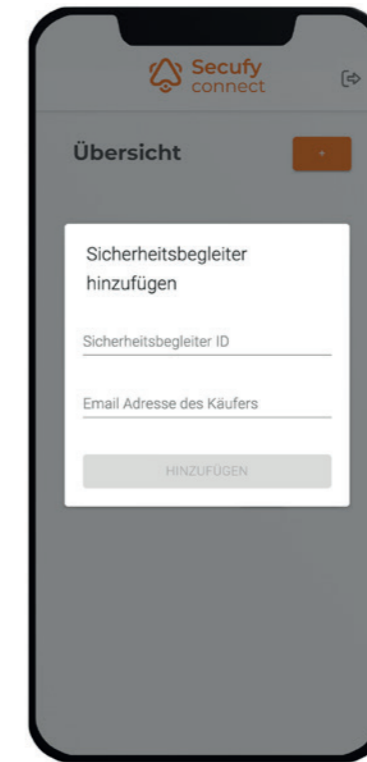 Secufy
connect
Übersicht
+
Sicherheitsbegleiter
hinzufügen
Sicherheitsbegleiter ID
Email Adresse des Käufers
HINZUFÜGEN